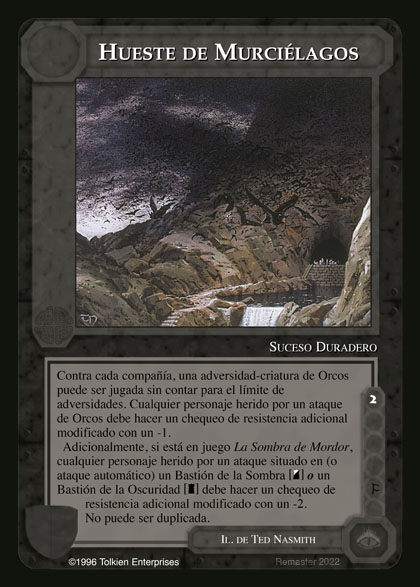 HUESTE DE MURCIÉLAGOS
SUCESO DURADERO
Contra cada compañía, una adversidad-criatura de Orcos
puede ser jugada sin contar para el límite de
adversidades. Cualquier personaje herido por un ataque
de Orcos debe hacer un chequeo de resistencia adicional
modificado con un -1.
Adicionalmente, si está en juego La Sombra de Mordor,
cualquier personaje herido por un ataque situado en (o
ataque automático) un Bastión de la Sombra [] o un
Bastión de la Oscuridad [] debe hacer un chequeo de
resistencia adicional modificado con un -2.
No puede ser duplicada.
2
IL. DE TED NASMITH
©1996 Tolkien Enterprises
Remaster 2022